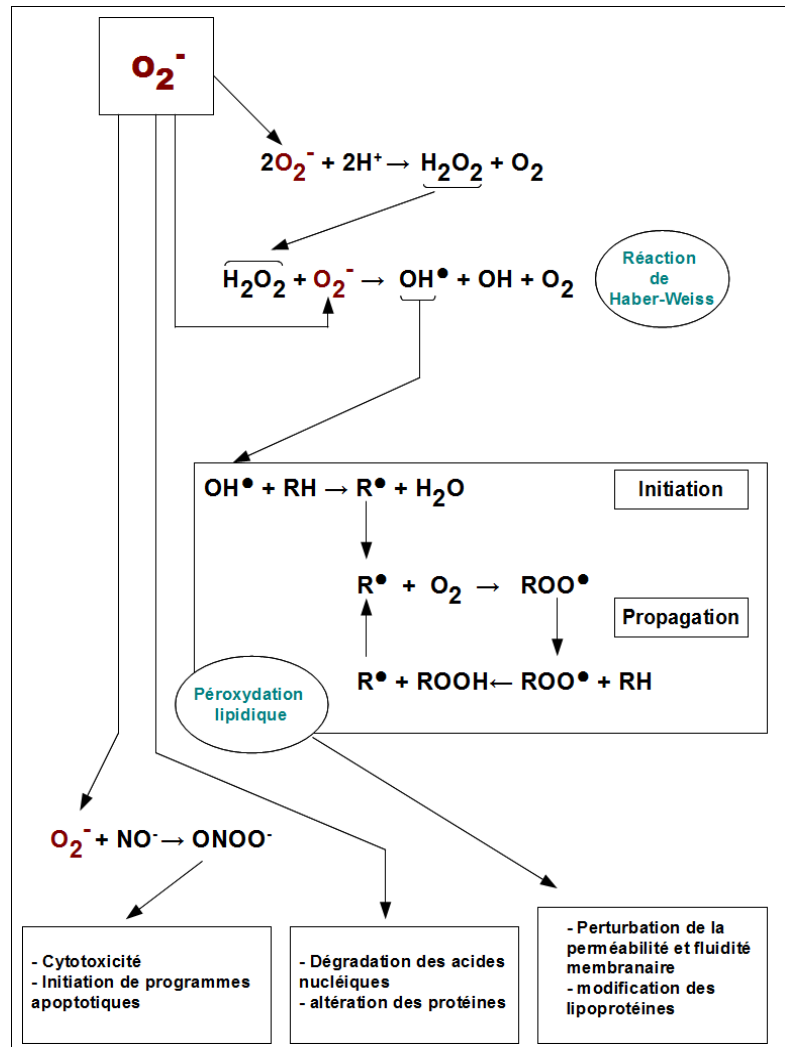 O₂⁻
2O₂⁻ + 2H⁺ → H₂O₂ + O₂
H₂O₂ + O₂⁻ → OH● + OH + O₂
Réaction
de
Haber-Weiss
OH● + RH → R● + H₂O
Initiation
R● + O₂ → ROO●
Propagation
R● + ROOH ← ROO● + RH
Péroxydation
lipidique
O₂⁻ + NO⁻ → ONOO⁻
- Cytotoxicité
- Initiation de programmes
apoptotiques
- Dégradation des acides
nucléiques
- altération des protéines
- Perturbation de la
perméabilité et fluidité
membranaire
- modification des
lipoprotéines